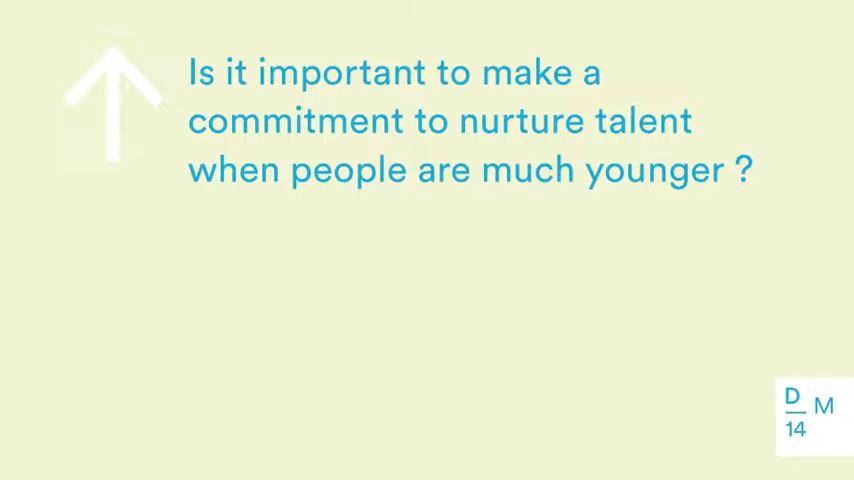 Is it important to make a
commitment to nurture talent
when people are much younger ?
D M
14